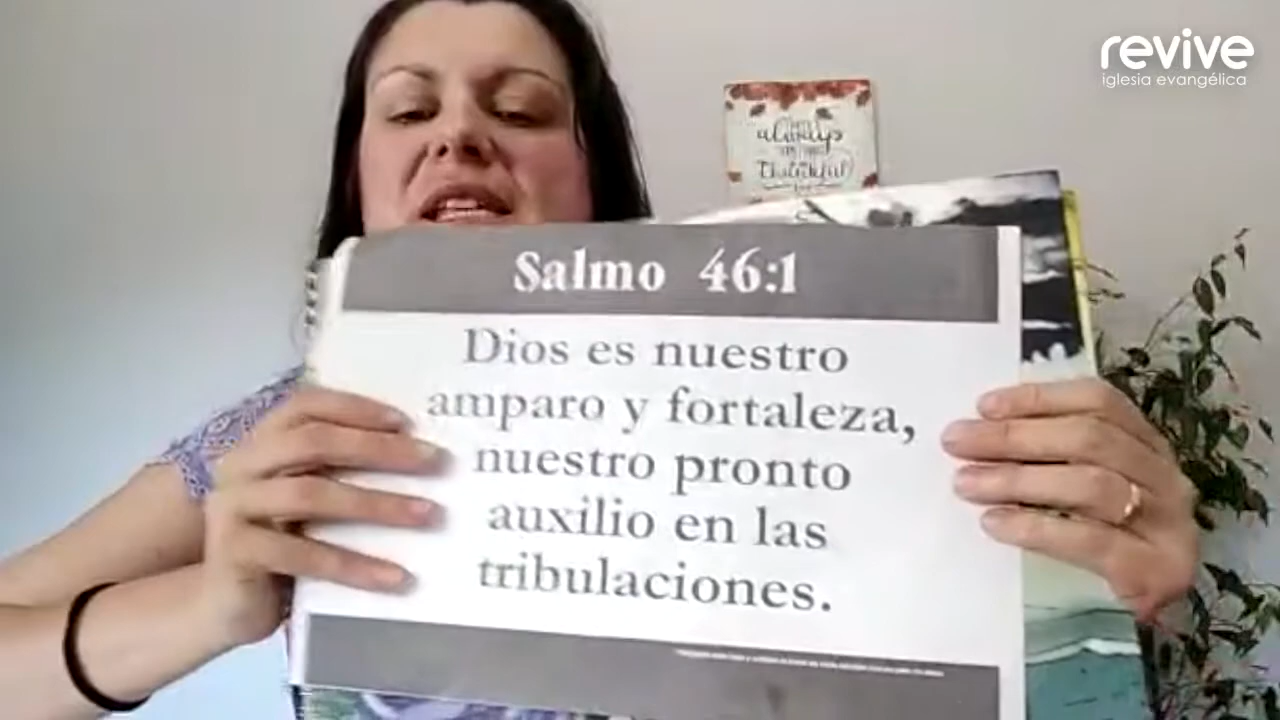 revive
iglesia evangélica
always
Thankful
Salmo 46:1
Dios es nuestro
amparo y fortaleza,
nuestro pronto
auxilio en las
tribulaciones.